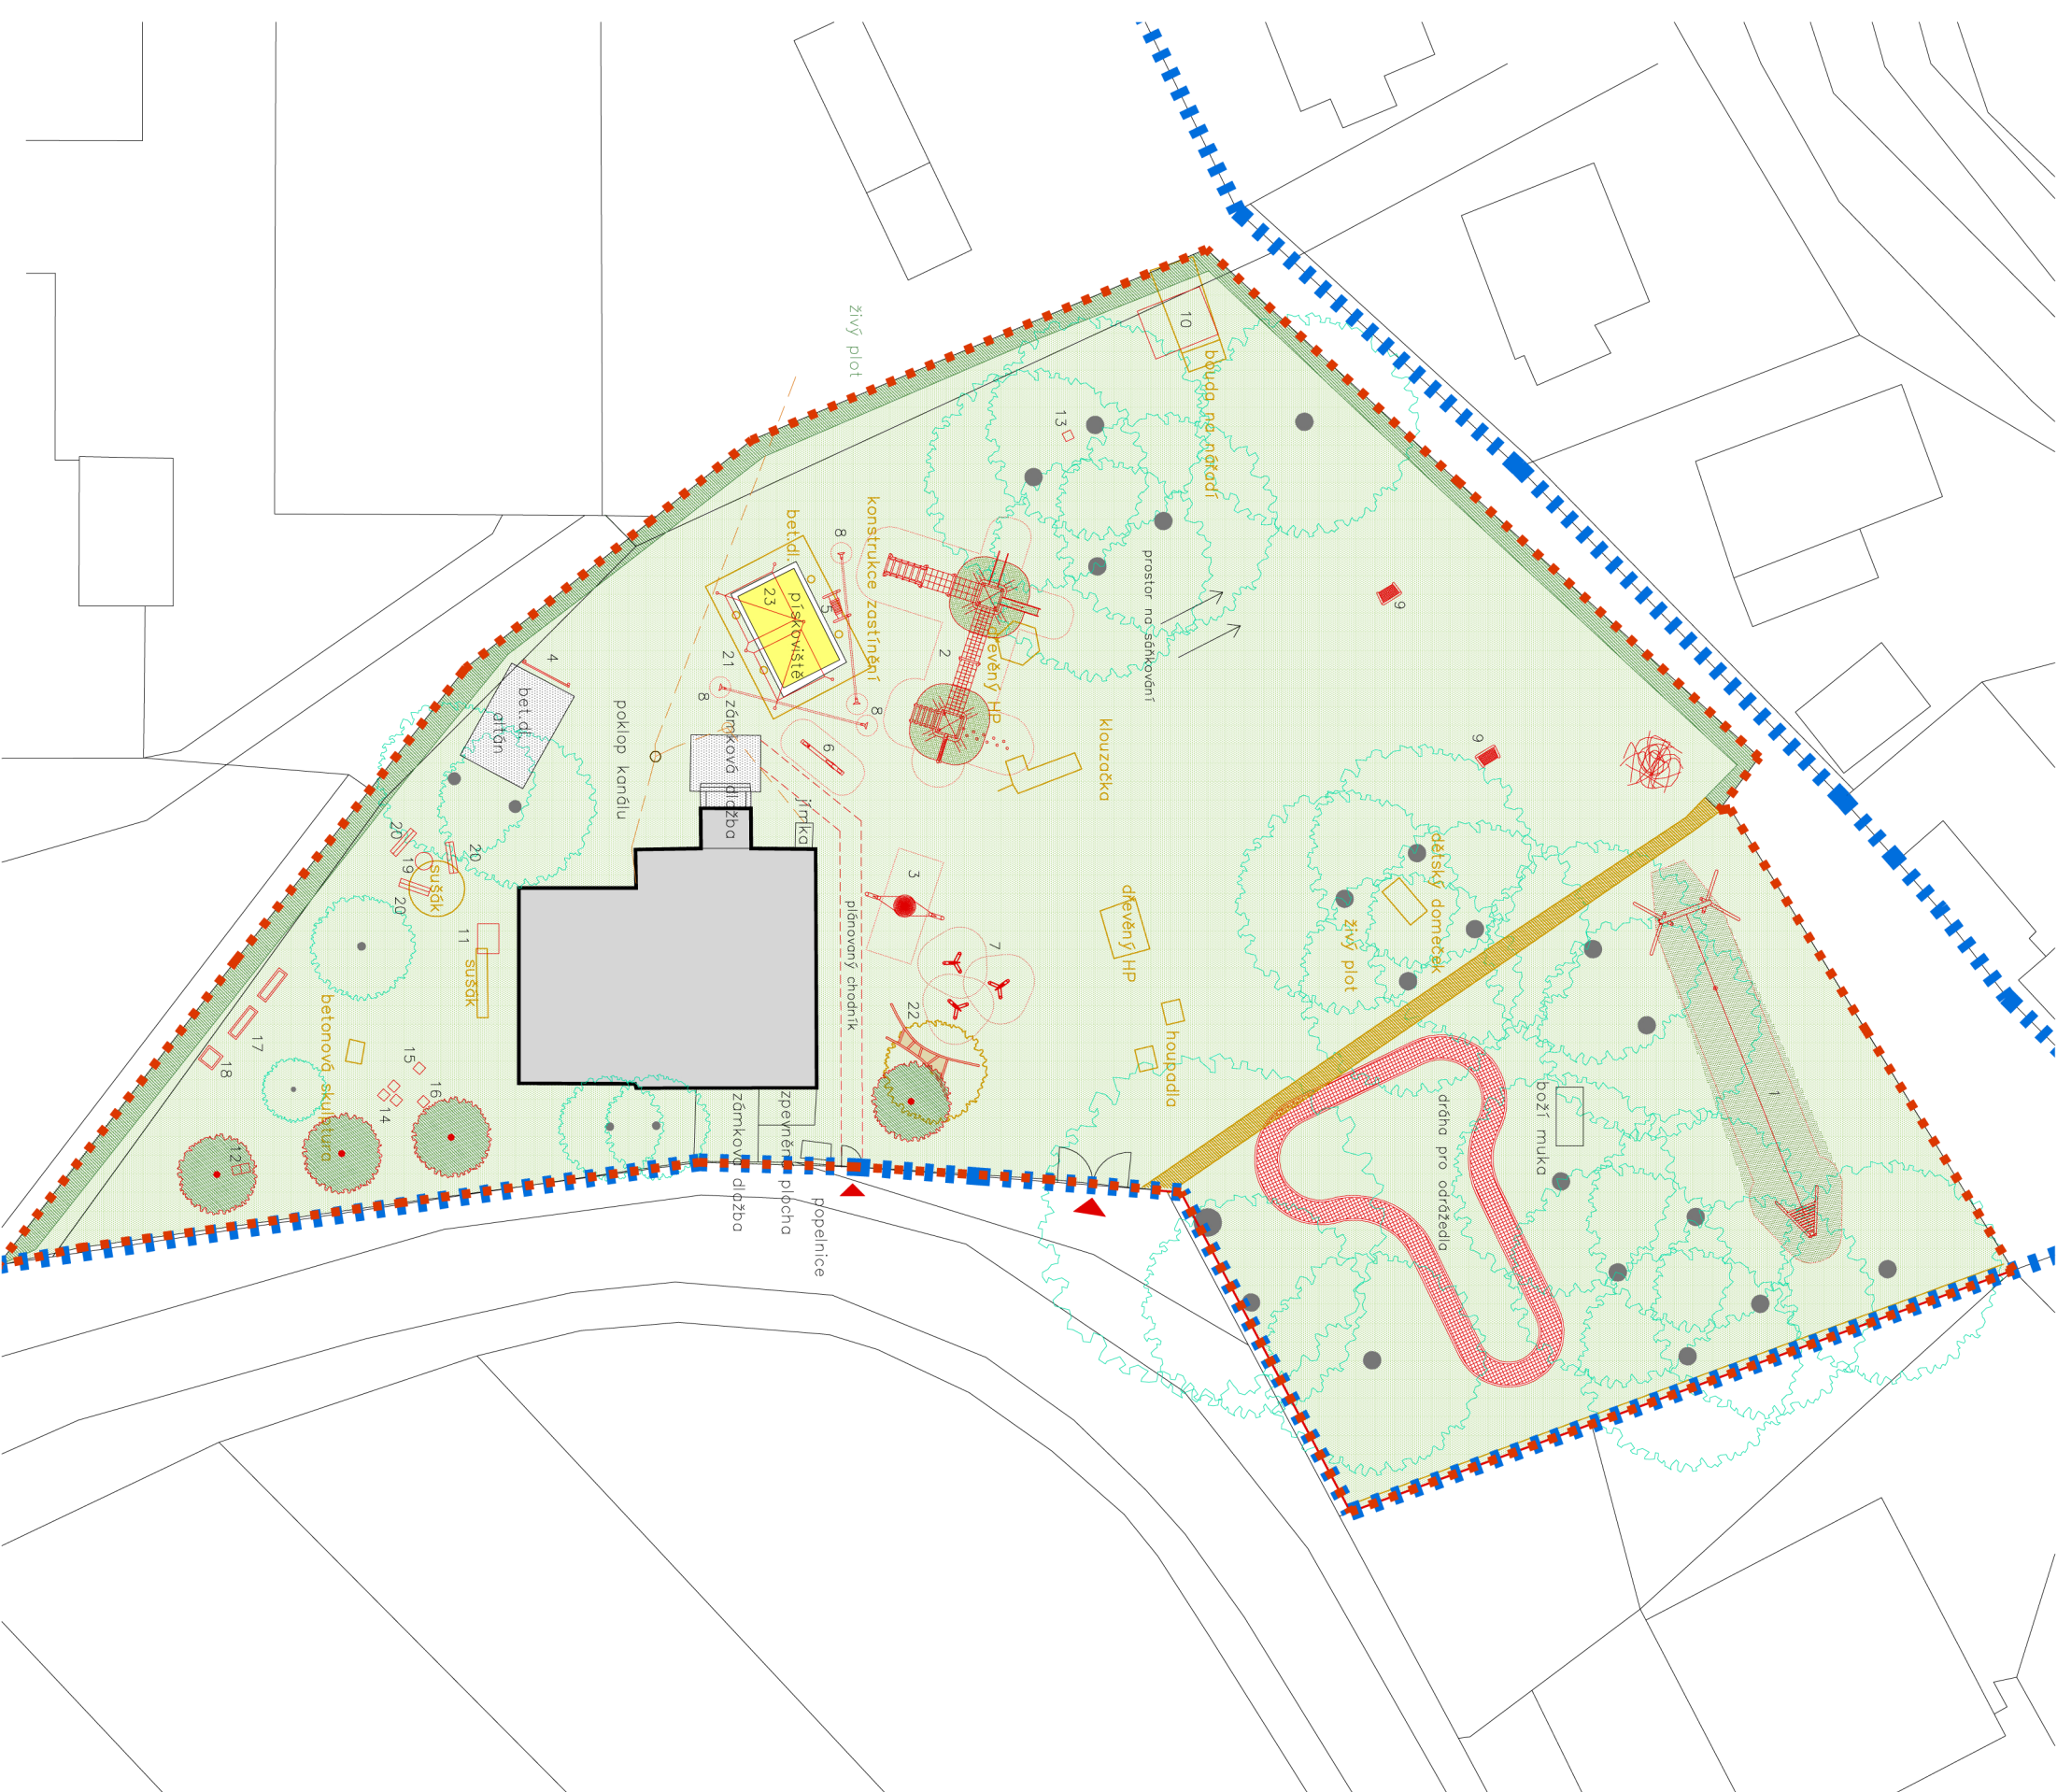 živý plot
10
bouda na nářadí
13
konstrukce zastínění
bet.dl.
8
prostor na sáňkování
23
pískoviště
5
9
2
dřevěný HP
21
8
8
4
bet.dl.
altán
poklop kanálu
zámková dlažba
6
klouzačka
9
jímka
20
20
19
sušák
20
3
plánovaný chodník
dřevěný HP
dětský domeček
živý plot
11
sušák
7
22
betonová skulptura
17
18
15
16
14
houpadla
1
boží muka
dráha pro odrážedla
12
zámková dlažba
zpevněná plocha
popelnice